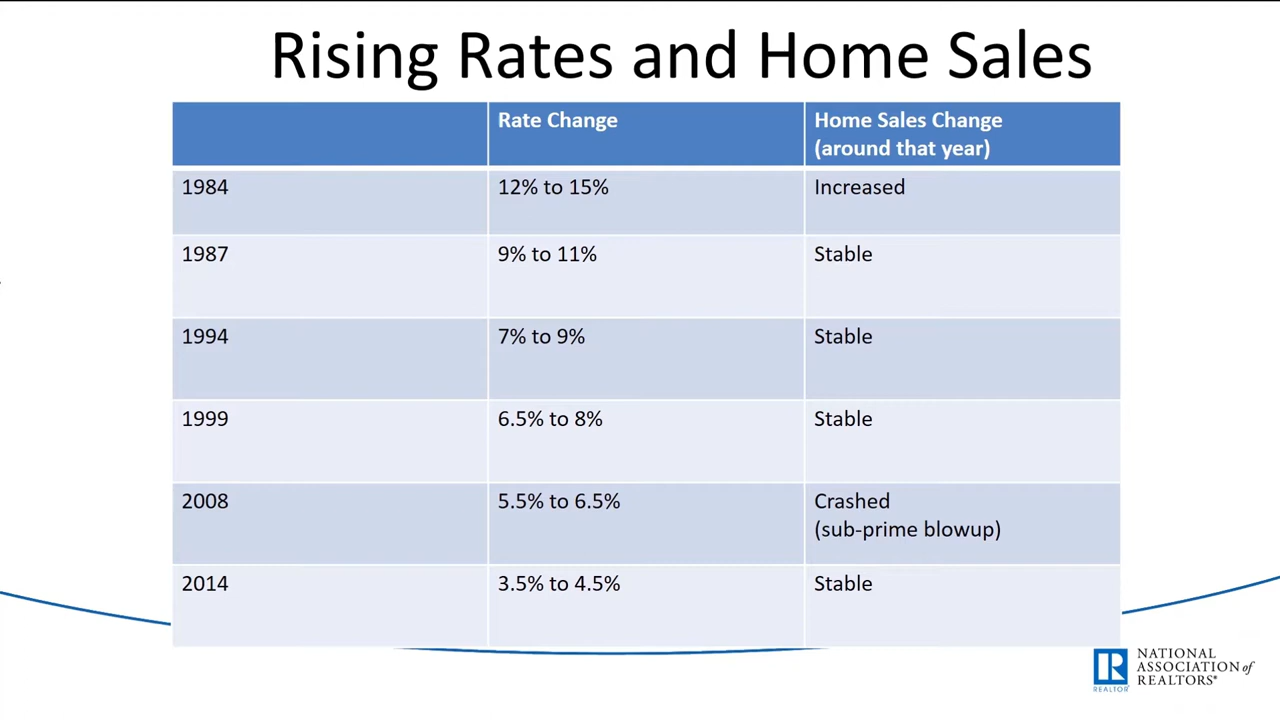 Rising Rates and Home Sales
Rate Change
Home Sales Change
(around that year)
1984
12% to 15%
Increased
1987
9% to 11%
Stable
1994
7% to 9%
Stable
1999
6.5% to 8%
Stable
2008
5.5% to 6.5%
Crashed
(sub-prime blowup)
2014
3.5% to 4.5%
Stable
NATIONAL
ASSOCIATION of
REALTORS®
REALTOR®